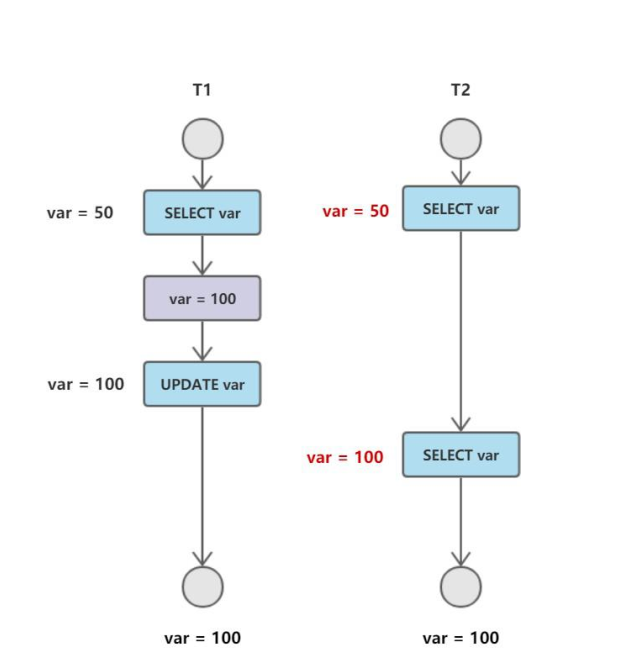 T1 T2
var = 50 SELECT var var = 50 SELECT var
var = 100
var = 100 UPDATE var
var = 100 SELECT var
var = 100 var = 100